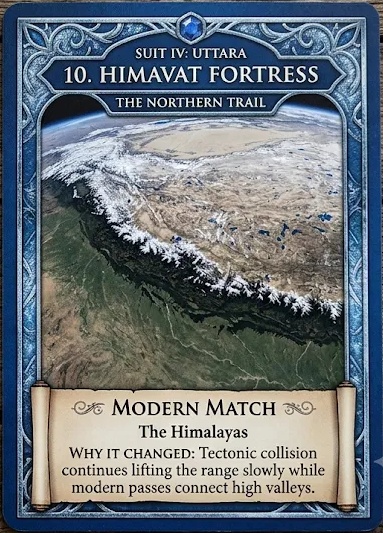 SUIT IV: UTTARA
10. HIMAVAT FORTRESS
THE NORTHERN TRAIL
MODERN MATCH
The Himalayas
WHY IT CHANGED: Tectonic collision
continues lifting the range slowly while
modern passes connect high valleys.